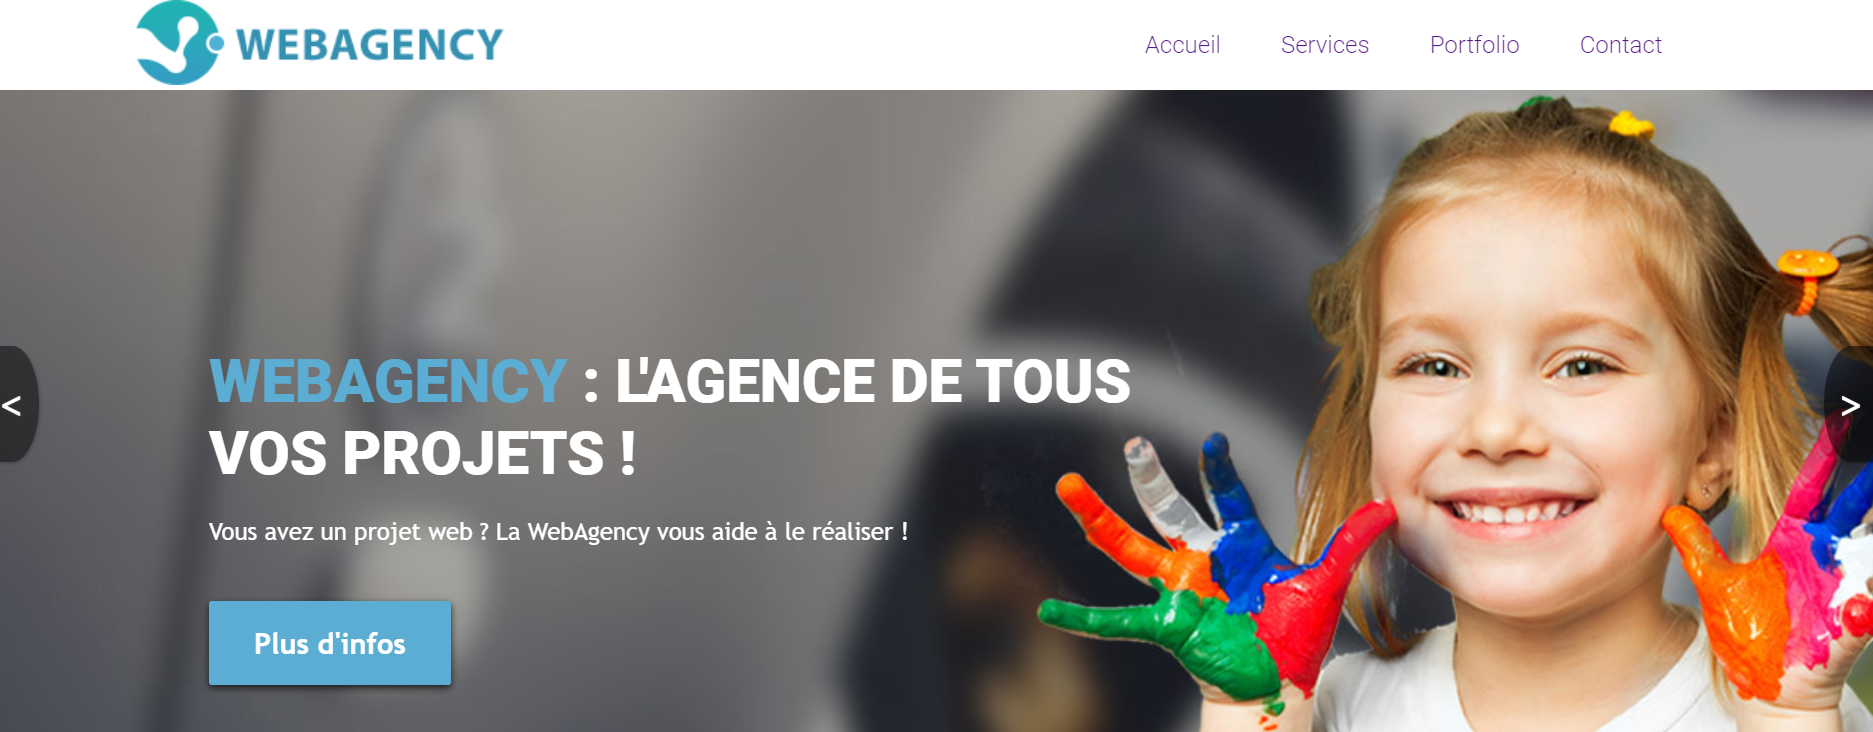 WEBAGENCY
Accueil
Services
Portfolio
Contact
WEBAGENCY : L'AGENCE DE TOUS
VOS PROJETS !
Vous avez un projet web ? La WebAgency vous aide à le réaliser !
Plus d'infos
<
>